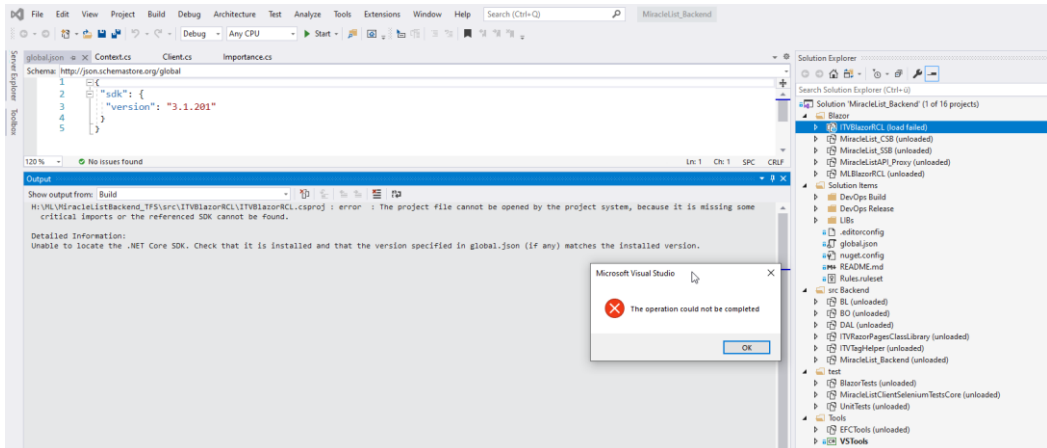 File Edit View Project Build Debug Architecture Test Analyze Tools Extensions Window Help Search (Ctrl+Q) MiracleList_Backend
Debug Any CPU Start
Server Explorer
Toolbox
global.json Context.cs Client.cs Importance.cs
Schema: http://json.schemastore.org/global
1 {
2 "sdk": {
3 "version": "3.1.201"
4 }
5 }
120 % No issues found Ln: 1 Ch: 1 SPC CRLF
Output
Show output from: Build
H:\ML\MiracleListBackend_TFS\src\ITVBlazorRCL\ITVBlazorRCL.csproj : error : The project file cannot be opened by the project system, because it is missing some
critical imports or the referenced SDK cannot be found.
Detailed Information:
Unable to locate the .NET Core SDK. Check that it is installed and that the version specified in global.json (if any) matches the installed version.
Microsoft Visual Studio
The operation could not be completed
OK
Solution Explorer
Search Solution Explorer (Ctrl+ü)
Solution 'MiracleList_Backend' (1 of 16 projects)
Blazor
ITVBlazorRCL (load failed)
MiracleList_CSB (unloaded)
MiracleList_SSB (unloaded)
MiracleListAPI_Proxy (unloaded)
MLBlazorRCL (unloaded)
Solution Items
DevOps Build
DevOps Release
LIBs
.editorconfig
global.json
nuget.config
README.md
Rules.ruleset
src Backend
BL (unloaded)
BO (unloaded)
DAL (unloaded)
ITVRazorPagesClassLibrary (unloaded)
ITVTagHelper (unloaded)
MiracleList_Backend (unloaded)
test
BlazorTests (unloaded)
MiracleListClientSeleniumTestsCore (unloaded)
UnitTests (unloaded)
Tools
EFCTools (unloaded)
VSTools